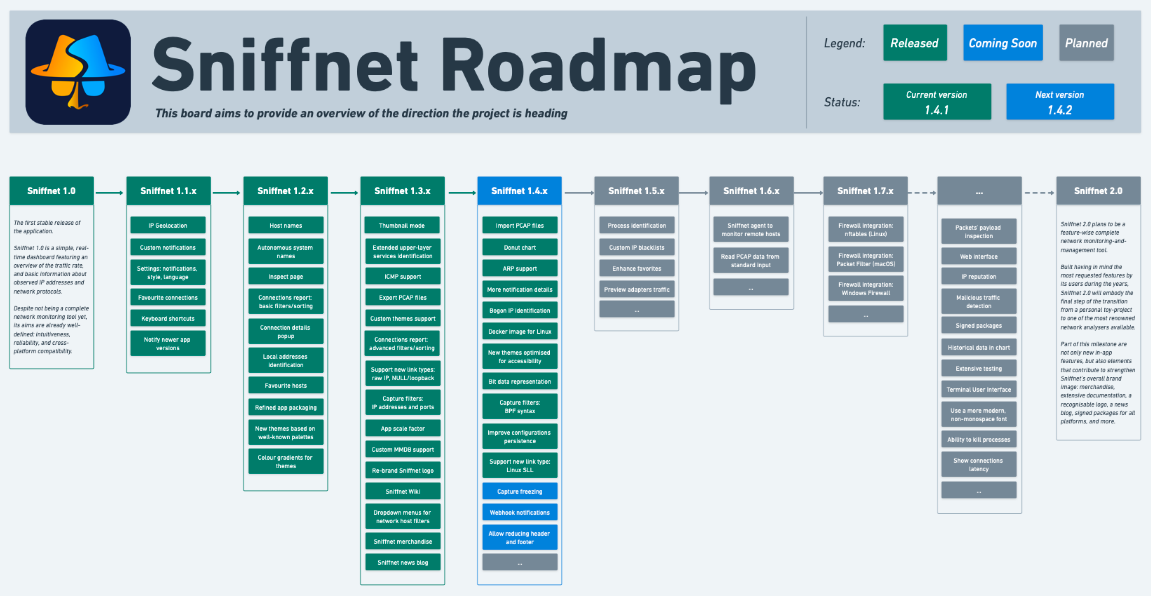 Sniffnet Roadmap
This board aims to provide an overview of the direction the project is heading
Legend:
Released
Coming Soon
Planned
Status:
Current version
1.4.1
Next version
1.4.2
Sniffnet 1.0
The first stable release of
the application.
Sniffnet 1.0 is a simple, real-
time dashboard featuring an
overview of the traffic rate,
and basic information about
observed IP addresses and
network protocols.
Despite not being a complete
network monitoring tool yet,
its aims are already well-
defined: intuitiveness,
reliability, and cross-
platform compatibility.
Sniffnet 1.1.x
IP Geolocation
Custom notifications
Settings: notifications,
style, language
Favourite connections
Keyboard shortcuts
Notify newer app
versions
Sniffnet 1.2.x
Host names
Autonomous system
names
Inspect page
Connections report:
basic filters/sorting
Connection details
popup
Local addresses
identification
Favourite hosts
Refined app packaging
New themes based on
well-known palettes
Colour gradients for
themes
Sniffnet 1.3.x
Thumbnail mode
Extended upper-layer
services identification
ICMP support
Export PCAP files
Custom themes support
Connections report:
advanced filters/sorting
Support new link types:
raw IP, NULL/loopback
Capture filters:
IP addresses and ports
App scale factor
Custom MMDB support
Re-brand Sniffnet logo
Sniffnet Wiki
Dropdown menus for
network host filters
Sniffnet merchandise
Sniffnet news blog
Sniffnet 1.4.x
Import PCAP files
Donut chart
ARP support
More notification details
Bogon IP identification
Docker image for Linux
New themes optimised
for accessibility
Bit data representation
Capture filters:
BPF syntax
Improve configurations
persistence
Support new link type:
Linux SLL
Capture freezing
Webhook notifications
Allow reducing header
and footer
...
Sniffnet 1.5.x
Process identification
Custom IP blacklists
Enhance favorites
Preview adapters traffic
...
Sniffnet 1.6.x
Sniffnet agent to
monitor remote hosts
Read PCAP data from
standard input
...
Sniffnet 1.7.x
Firewall integration:
nftables (Linux)
Firewall integration:
Packet Filter (macOS)
Firewall integration:
Windows Firewall
...
...
Packets' payload
inspection
Web interface
IP reputation
Malicious traffic
detection
Signed packages
Historical data in chart
Extensive testing
Terminal User Interface
Use a more modern,
non-monospace font
Ability to kill processes
Show connections
latency
...
Sniffnet 2.0
Sniffnet 2.0 plans to be a
feature-wise complete
network monitoring-and-
management tool.
Built having in mind the
most requested features by
its users during the years,
Sniffnet 2.0 will embody the
final step of the transition
from a personal toy-project
to one of the most renowned
network analysers available.
Part of this milestone are
not only new in-app
features, but also elements
that contribute to strengthen
Sniffnet's overall brand
image: merchandise,
extensive documentation, a
recognisable logo, a news
blog, signed packages for all
platforms, and more.